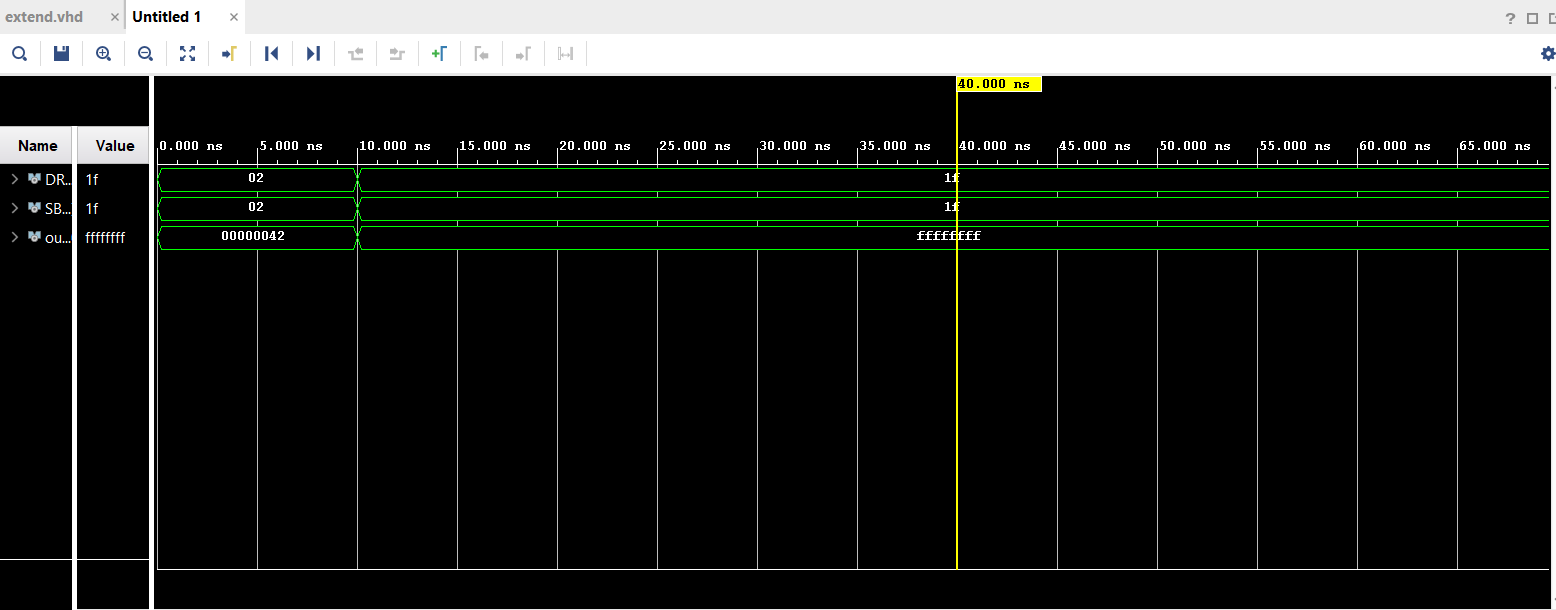 extend.vhd × Untitled 1 ×
?
40.000 ns
Name Value
0.000 ns 5.000 ns 10.000 ns 15.000 ns 20.000 ns 25.000 ns 30.000 ns 35.000 ns 40.000 ns 45.000 ns 50.000 ns 55.000 ns 60.000 ns 65.000 ns
DR... 1f 02 1f
SB... 1f 02 1f
ou... ffffffff 00000042 ffffffff